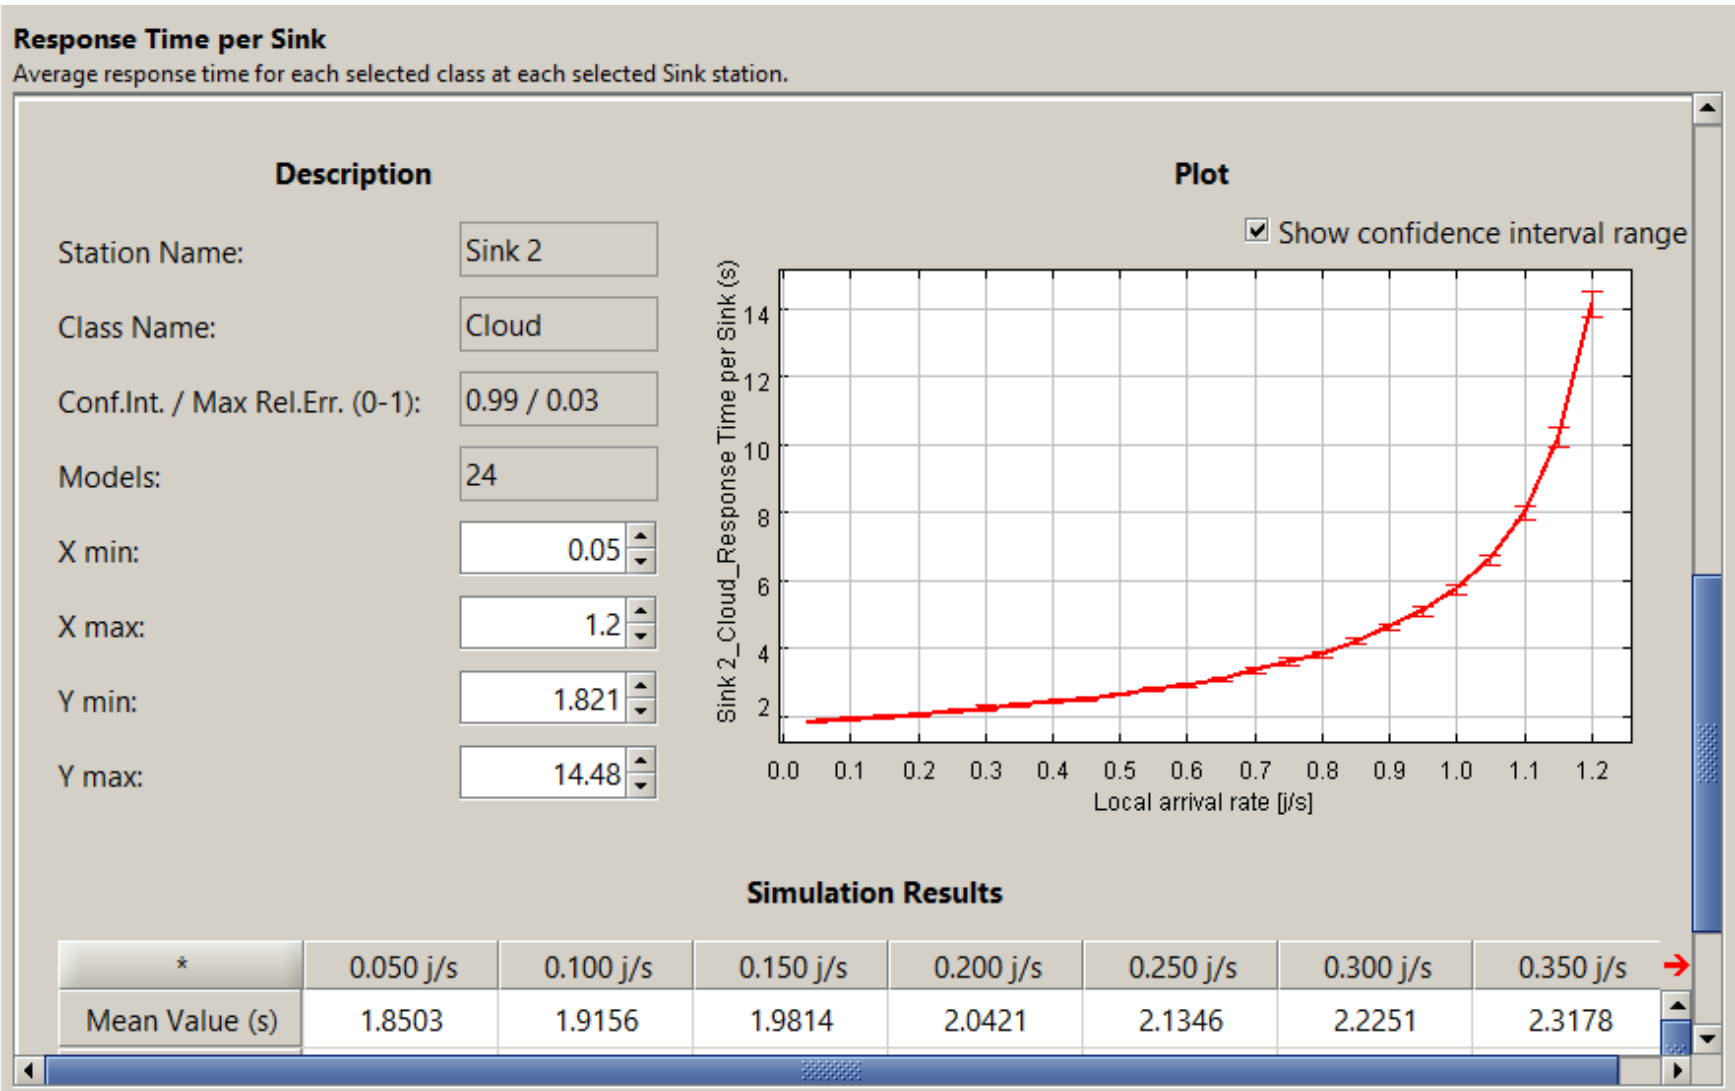 Response Time per Sink
Average response time for each selected class at each selected Sink station.
Description
Plot
Show confidence interval range
Station Name: Sink 2
Class Name: Cloud
Conf.Int. / Max Rel.Err. (0-1): 0.99 / 0.03
Models: 24
X min: 0.05
X max: 1.2
Y min: 1.821
Y max: 14.48
Sink 2_Cloud_Response Time per Sink (s)
14
12
10
8
6
4
2
0.0 0.1 0.2 0.3 0.4 0.5 0.6 0.7 0.8 0.9 1.0 1.1 1.2
Local arrival rate [j/s]
Simulation Results
* 0.050 j/s 0.100 j/s 0.150 j/s 0.200 j/s 0.250 j/s 0.300 j/s 0.350 j/s
Mean Value (s) 1.8503 1.9156 1.9814 2.0421 2.1346 2.2251 2.3178